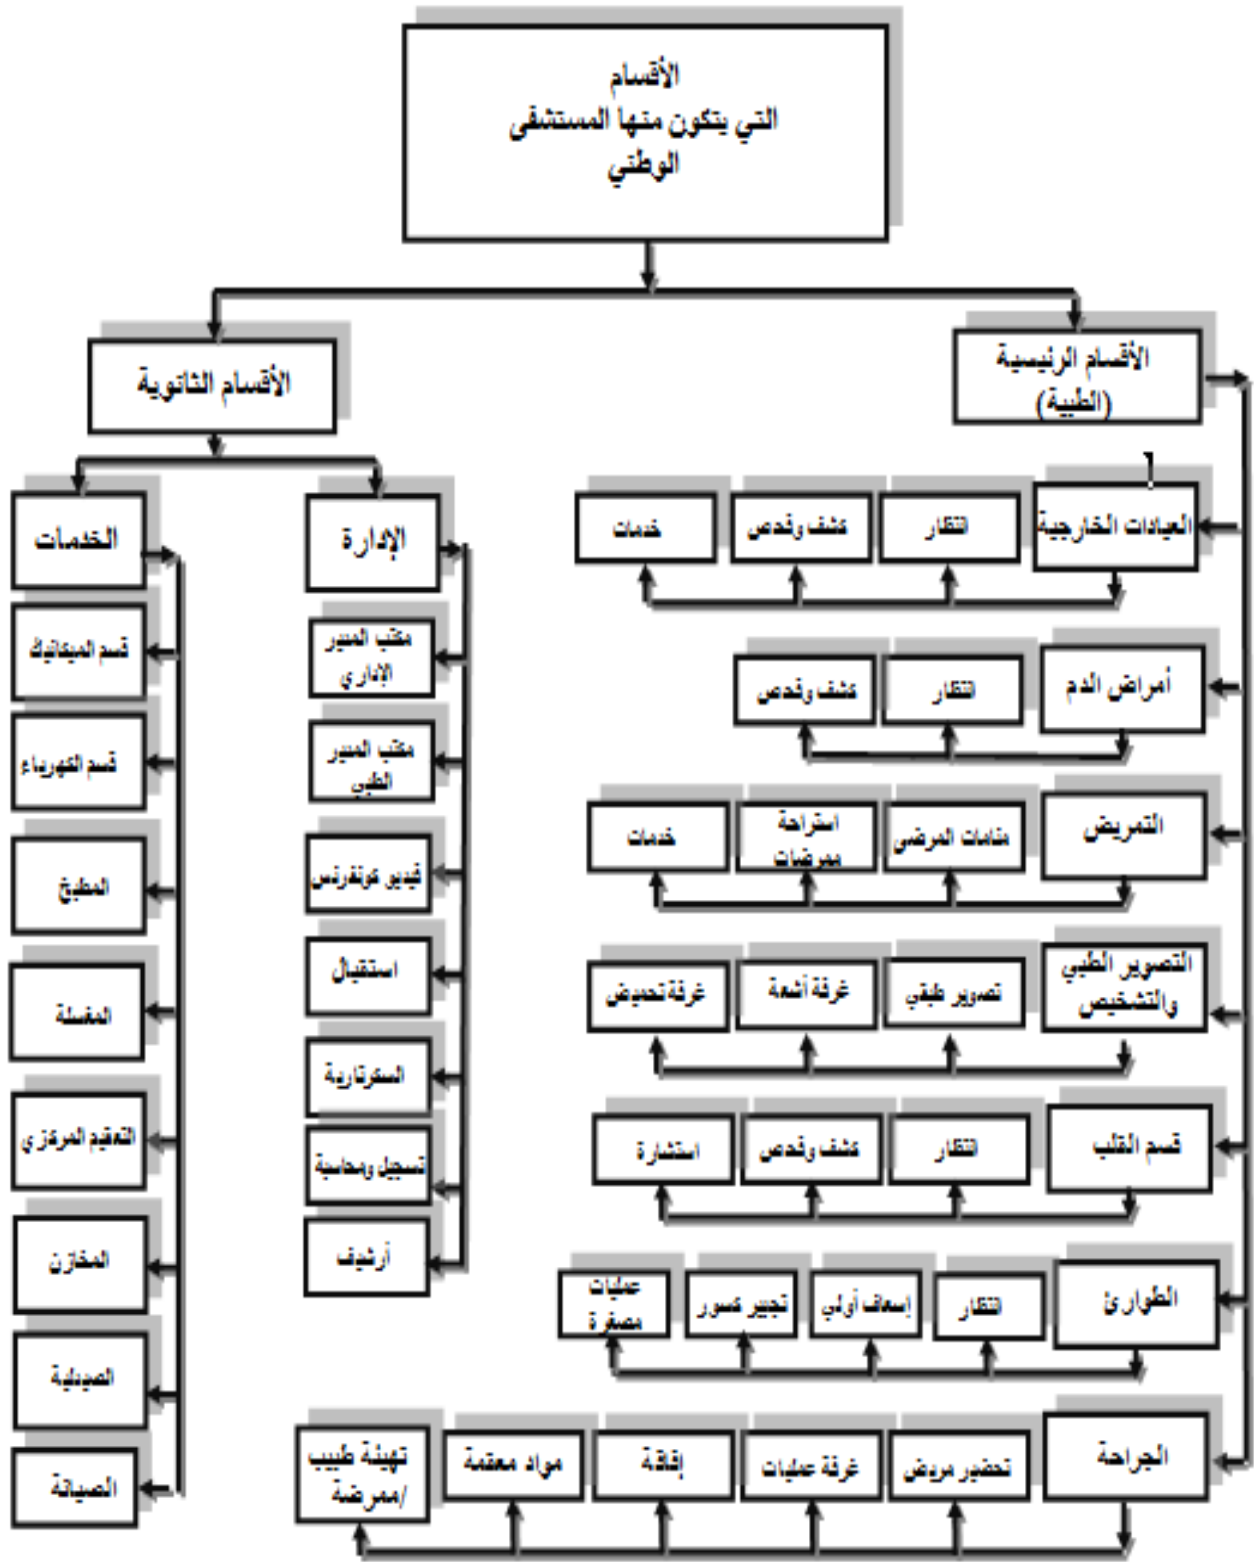 الأقسام
التي يتكون منها المستشفى
الوطني
الأقسام الرئيسية
(الطبية)
العيادات الخارجية
انتظار
كشف وفحص
خدمات
أمراض الدم
انتظار
كشف وفحص
التمريض
منامات المرضى
استراحة
ممرضات
خدمات
التصوير الطبي
والتشخيص
تصوير طبقي
غرفة أشعة
غرفة تحميض
قسم القلب
انتظار
كشف وفحص
استشارة
الطوارئ
انتظار
إسعاف أولي
تجبير كسور
عمليات
مصغرة
الجراحة
تحضير مريض
غرفة عمليات
إفاقة
مواد معقمة
تهيئة طبيب
/ممرضة
الأقسام الثانوية
الإدارة
مكتب المدير
الإداري
مكتب المدير
الطبي
فيديو كونفرنس
استقبال
السكرتارية
تسجيل ومحاسبة
أرشيف
الخدمات
قسم الميكانيك
قسم الكهرباء
المطبخ
المغسلة
التعقيم المركزي
المخازن
الصيدلية
الصيانة